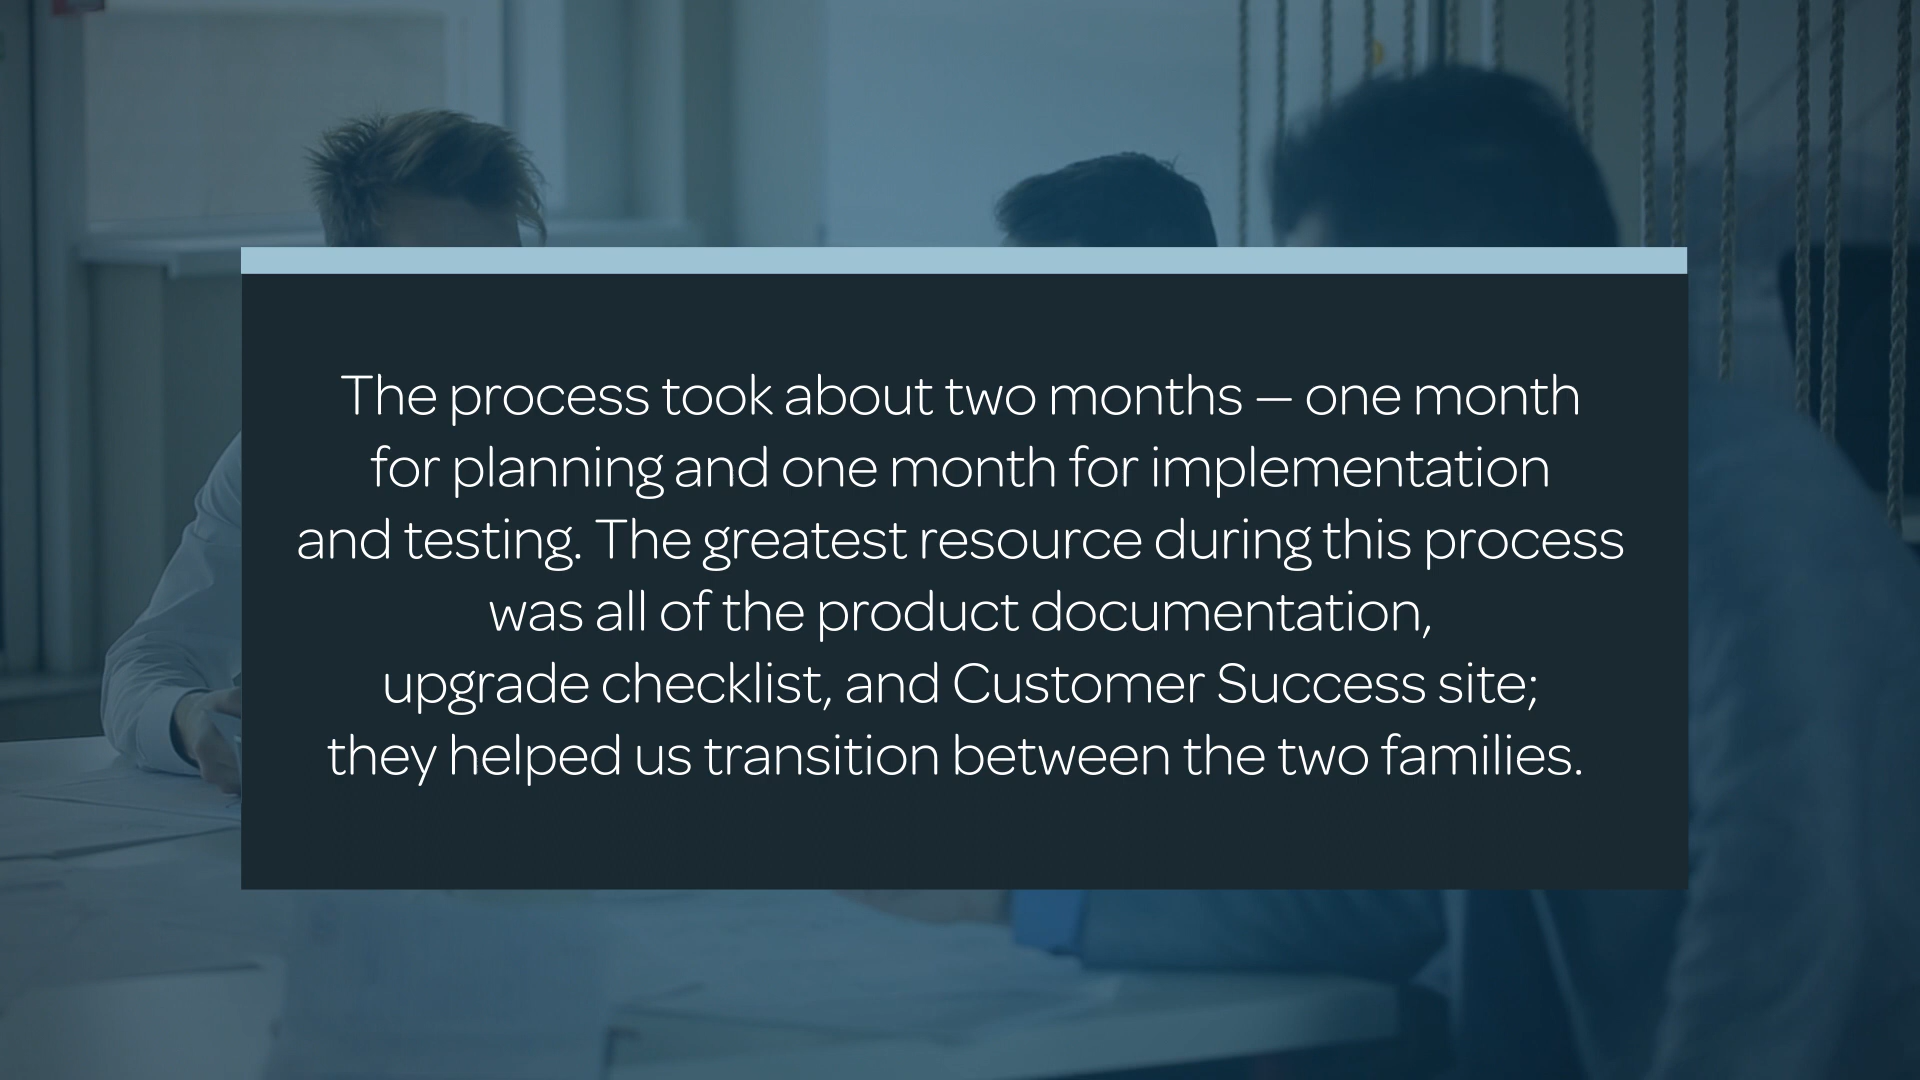 The process took about two months — one month
for planning and one month for implementation
and testing. The greatest resource during this process
was all of the product documentation,
upgrade checklist, and Customer Success site;
they helped us transition between the two families.